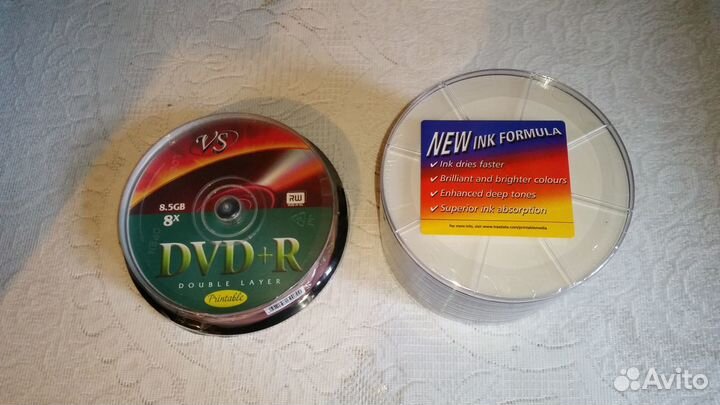 VS
8.5GB
8X
RW
DVD+R
DOUBLE LAYER
Printable
NEW INK FORMULA
✓ Ink dries faster
✓ Brilliant and brighter colours
✓ Enhanced deep tones
✓ Superior ink absorption
Avito